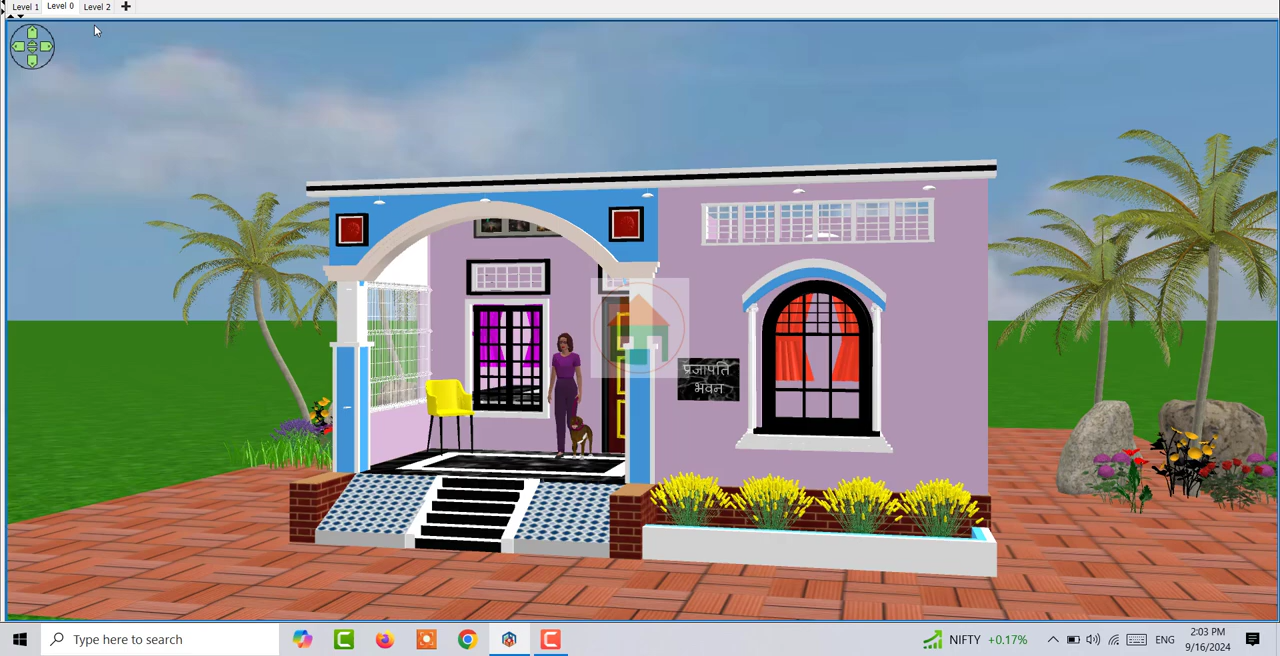 Level 1 Level 0 Level 2
प्रजापति
भवन
Type here to search
NIFTY +0.17%
ENG
2:03 PM
9/16/2024